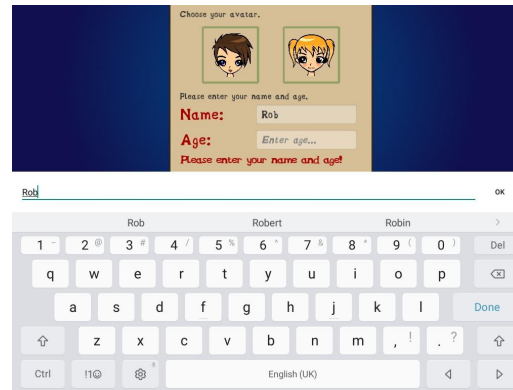 Choose your avatar.
Please enter your name and age.
Name: Rob
Age: Enter age...
Please enter your name and age!
Rob OK
Rob Robert Robin >
1 - 2 @ 3 # 4 / 5 % 6 ^ 7 & 8 * 9 ( 0 ) Del
q w e r t y u i o p
a s d f g h j k l Done
z x c v b n m , ! . ?
Ctrl !1☺ English (UK)